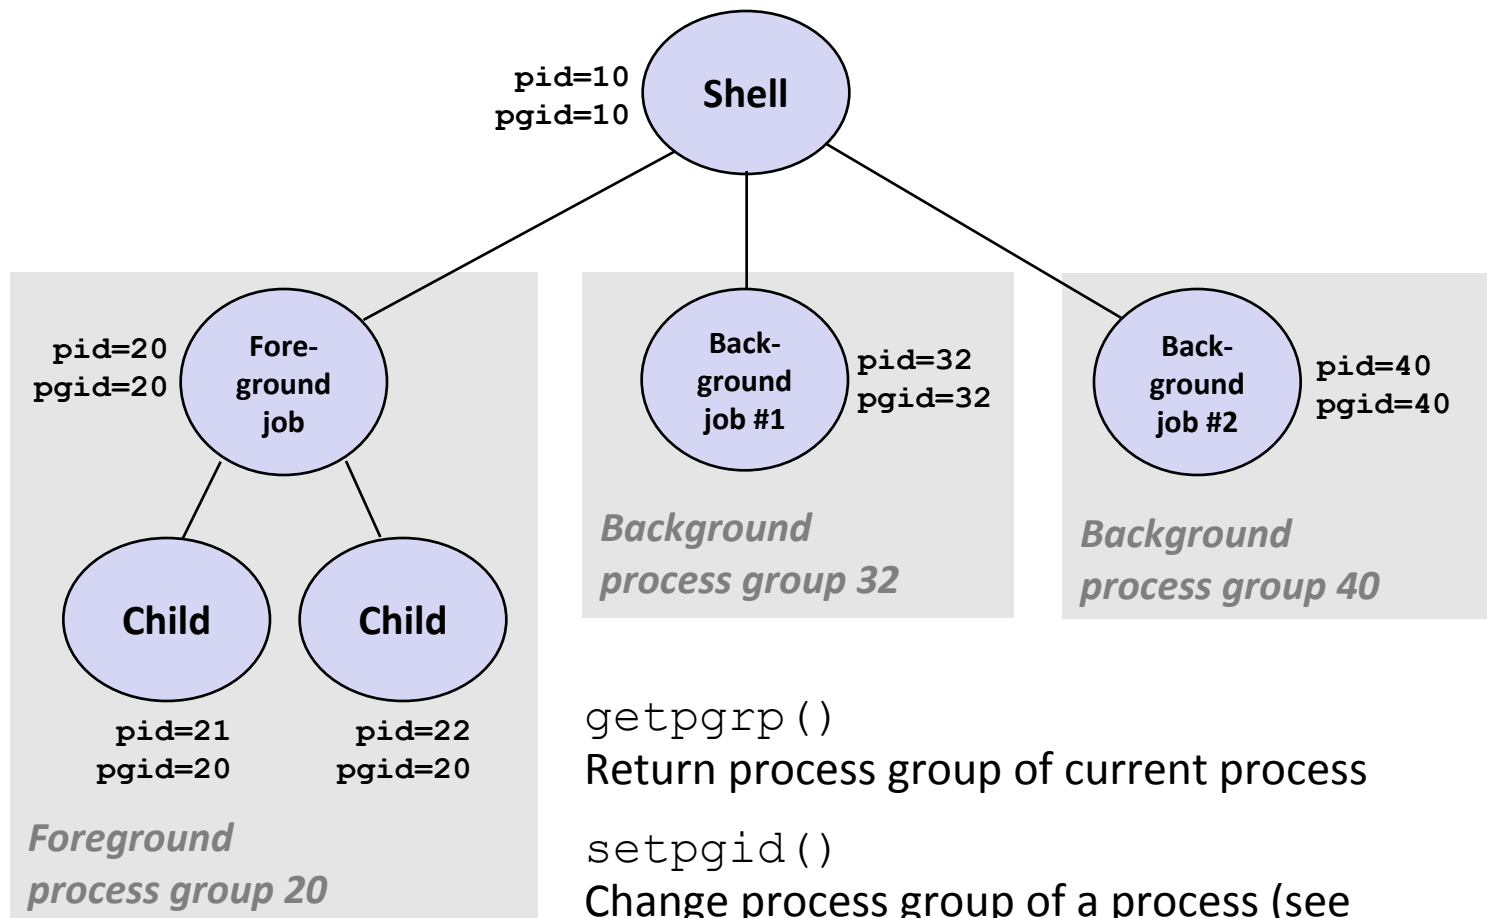 pid=10
pgid=10
Shell
pid=20
pgid=20
Fore-
ground
job
Back-
ground
job #1
pid=32
pgid=32
Back-
ground
job #2
pid=40
pgid=40
Background
process group 32
Background
process group 40
Child
Child
pid=21
pgid=20
pid=22
pgid=20
Foreground
process group 20
getpgrp()
Return process group of current process
setpgid()
Change process group of a process (see